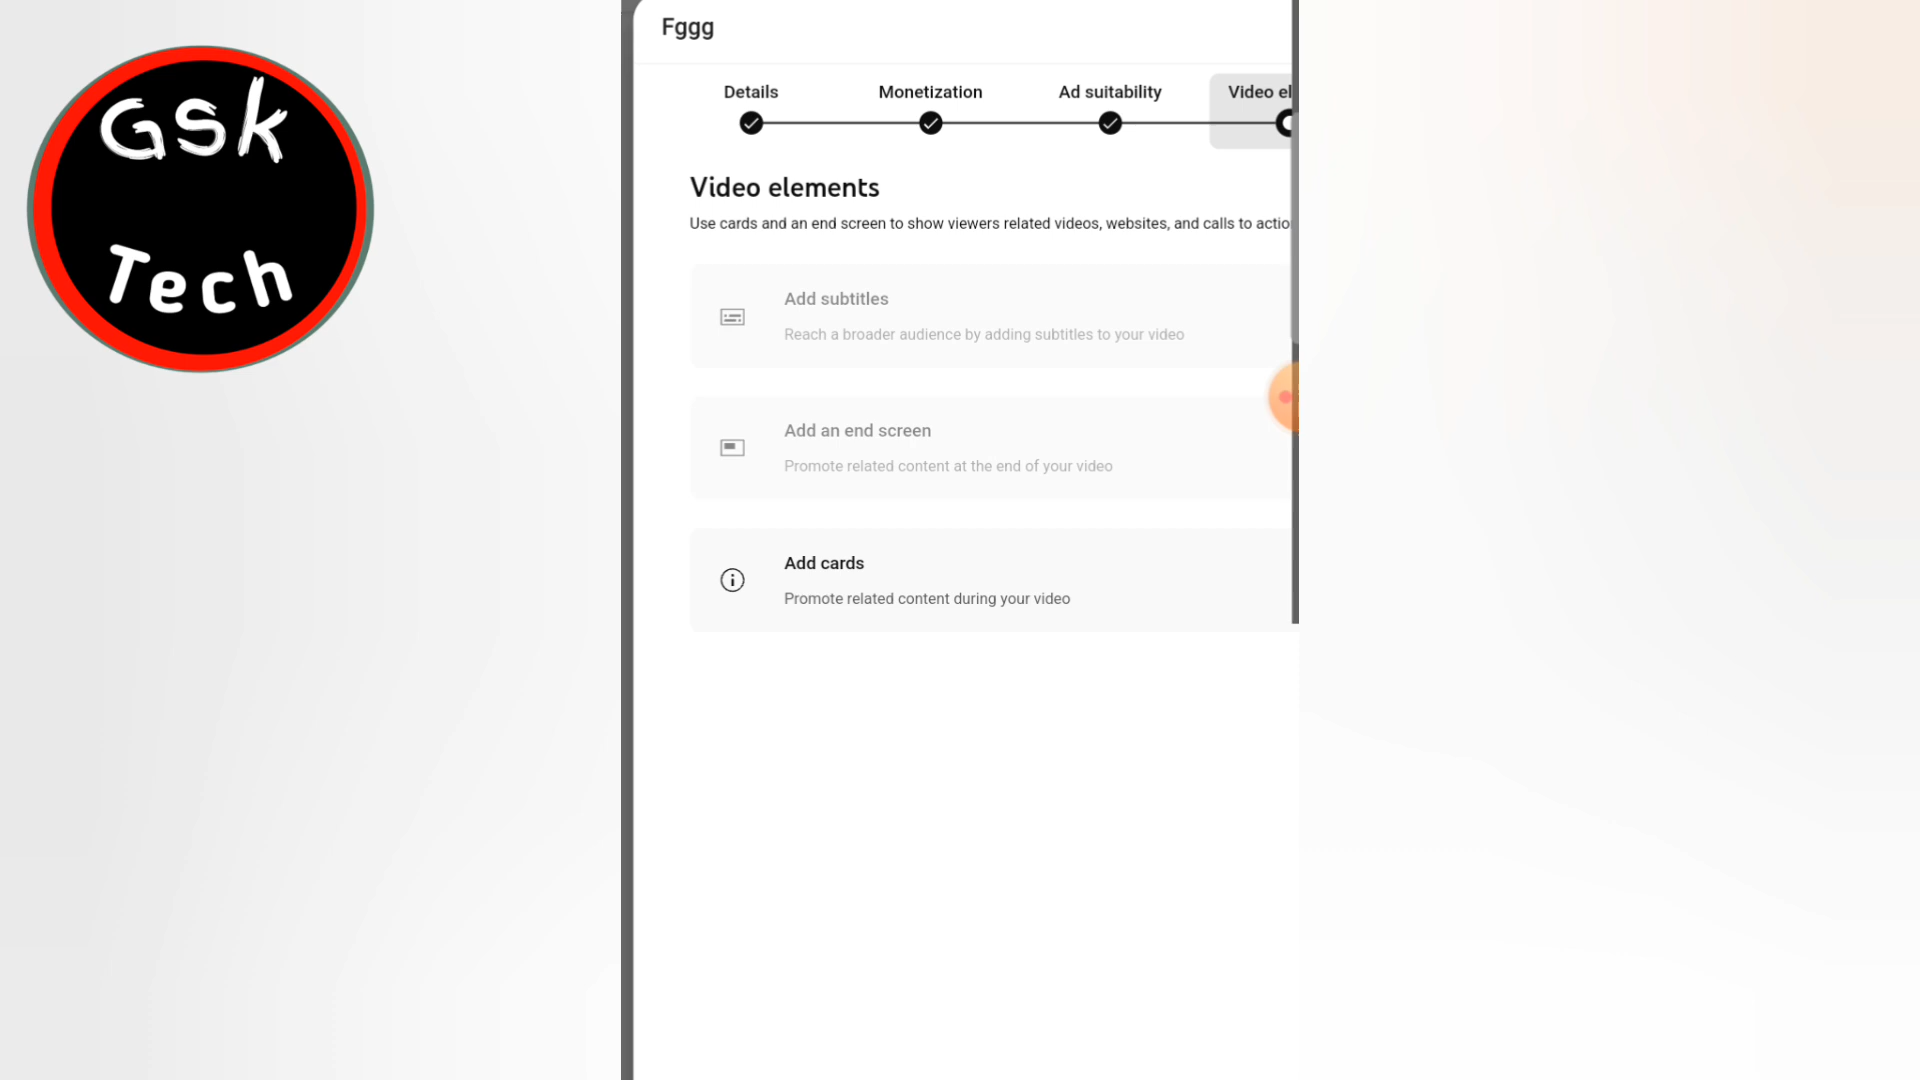 Gsk
Tech
Fggg
Details
Monetization
Ad suitability
Video el
Video elements
Use cards and an end screen to show viewers related videos, websites, and calls to actio
Add subtitles
Reach a broader audience by adding subtitles to your video
Add an end screen
Promote related content at the end of your video
Add cards
Promote related content during your video